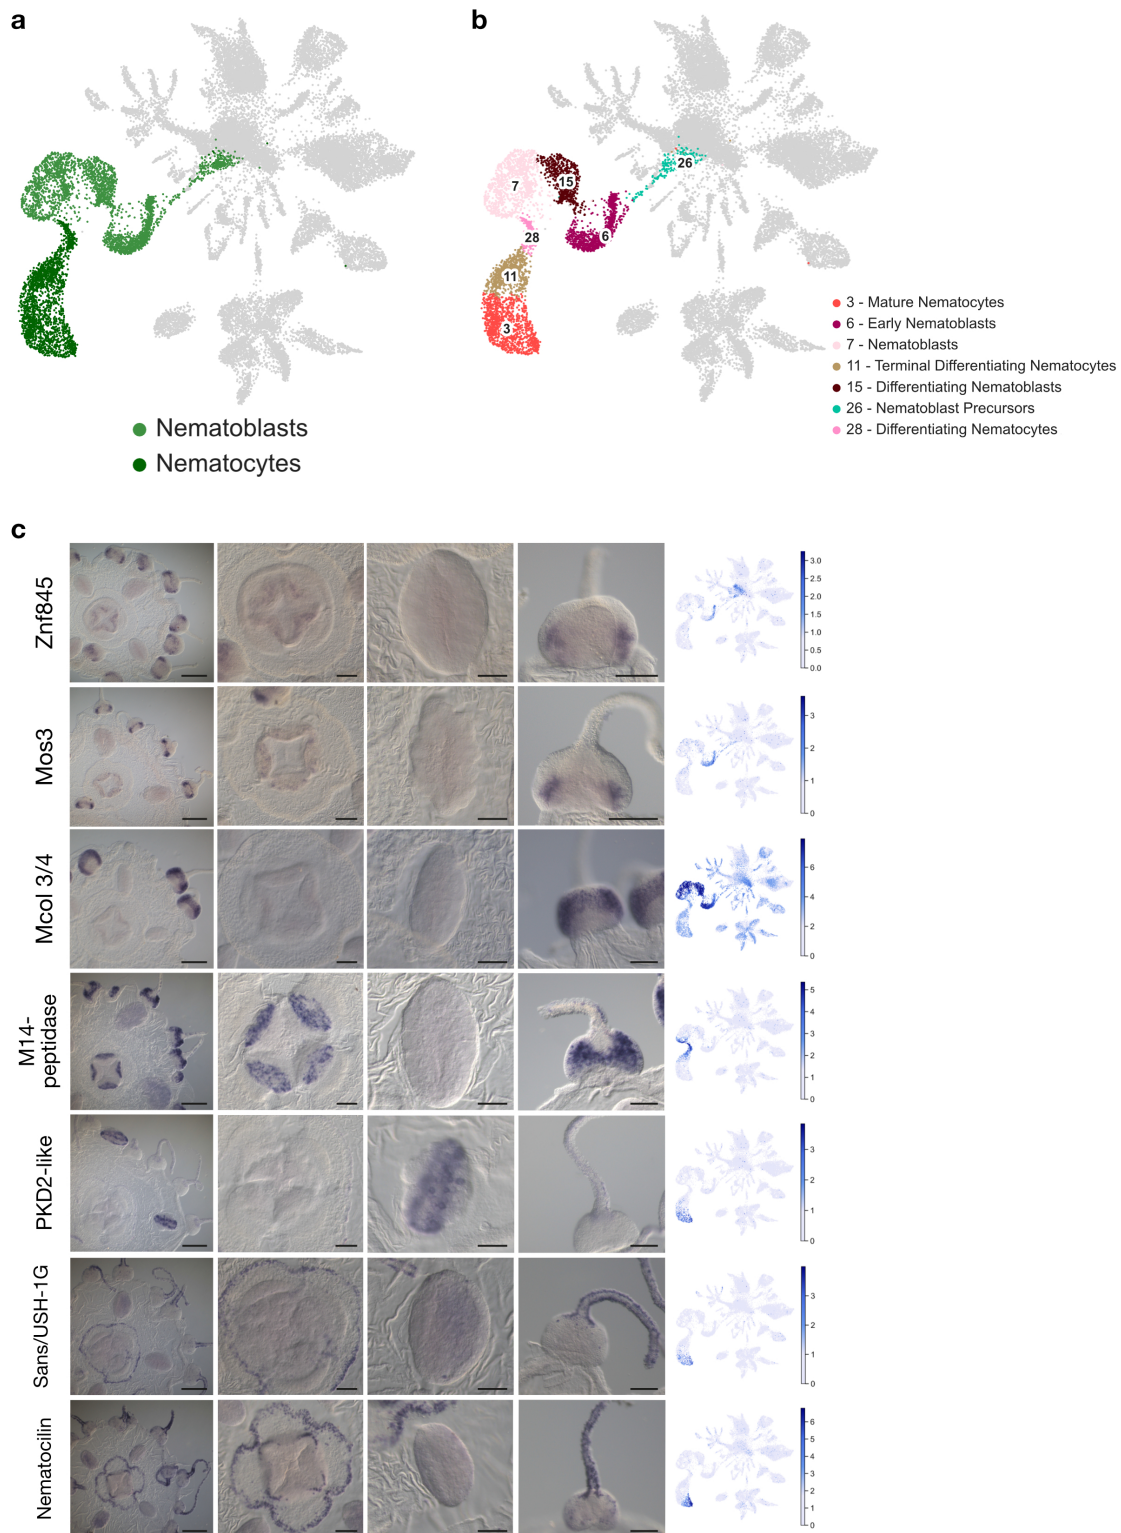 a
b
7
15
26
6
28
11
3
3 - Mature Nematocytes
6 - Early Nematoblasts
7 - Nematoblasts
11 - Terminal Differentiating Nematocytes
15 - Differentiating Nematoblasts
26 - Nematoblast Precursors
28 - Differentiating Nematocytes
Nematoblasts
Nematocytes
c
Znf845
3.0
2.5
2.0
1.5
1.0
0.5
0.0
Mos3
3
2
1
0
Mcol 3/4
6
4
2
0
M14-
peptidase
5
4
3
2
1
0
PKD2-like
3
2
1
0
Sans/USH-1G
3
2
1
0
Nematocilin
6
5
4
3
2
1
0